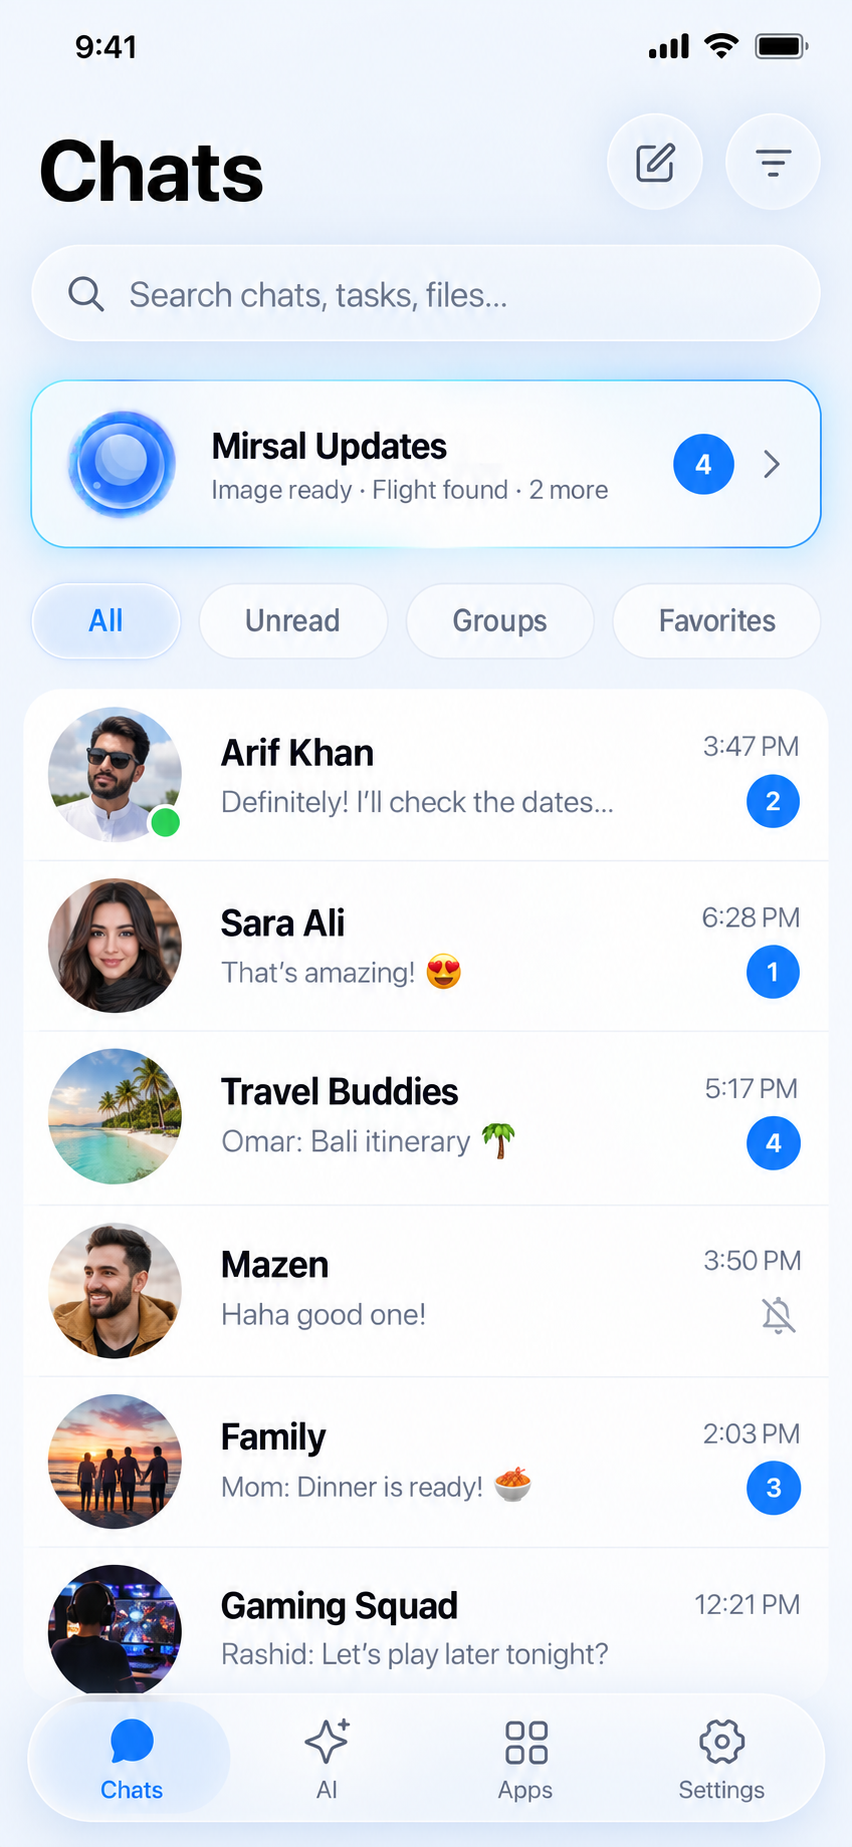 9:41
Chats
Search chats, tasks, files...
Mirsal Updates
Image ready · Flight found · 2 more
4
All
Unread
Groups
Favorites
Arif Khan
3:47 PM
Definitely! I’ll check the dates...
2
Sara Ali
6:28 PM
That’s amazing! 😍
1
Travel Buddies
5:17 PM
Omar: Bali itinerary 🌴
4
Mazen
3:50 PM
Haha good one!
Family
2:03 PM
Mom: Dinner is ready! 🍲
3
Gaming Squad
12:21 PM
Rashid: Let’s play later tonight?
Chats
AI
Apps
Settings